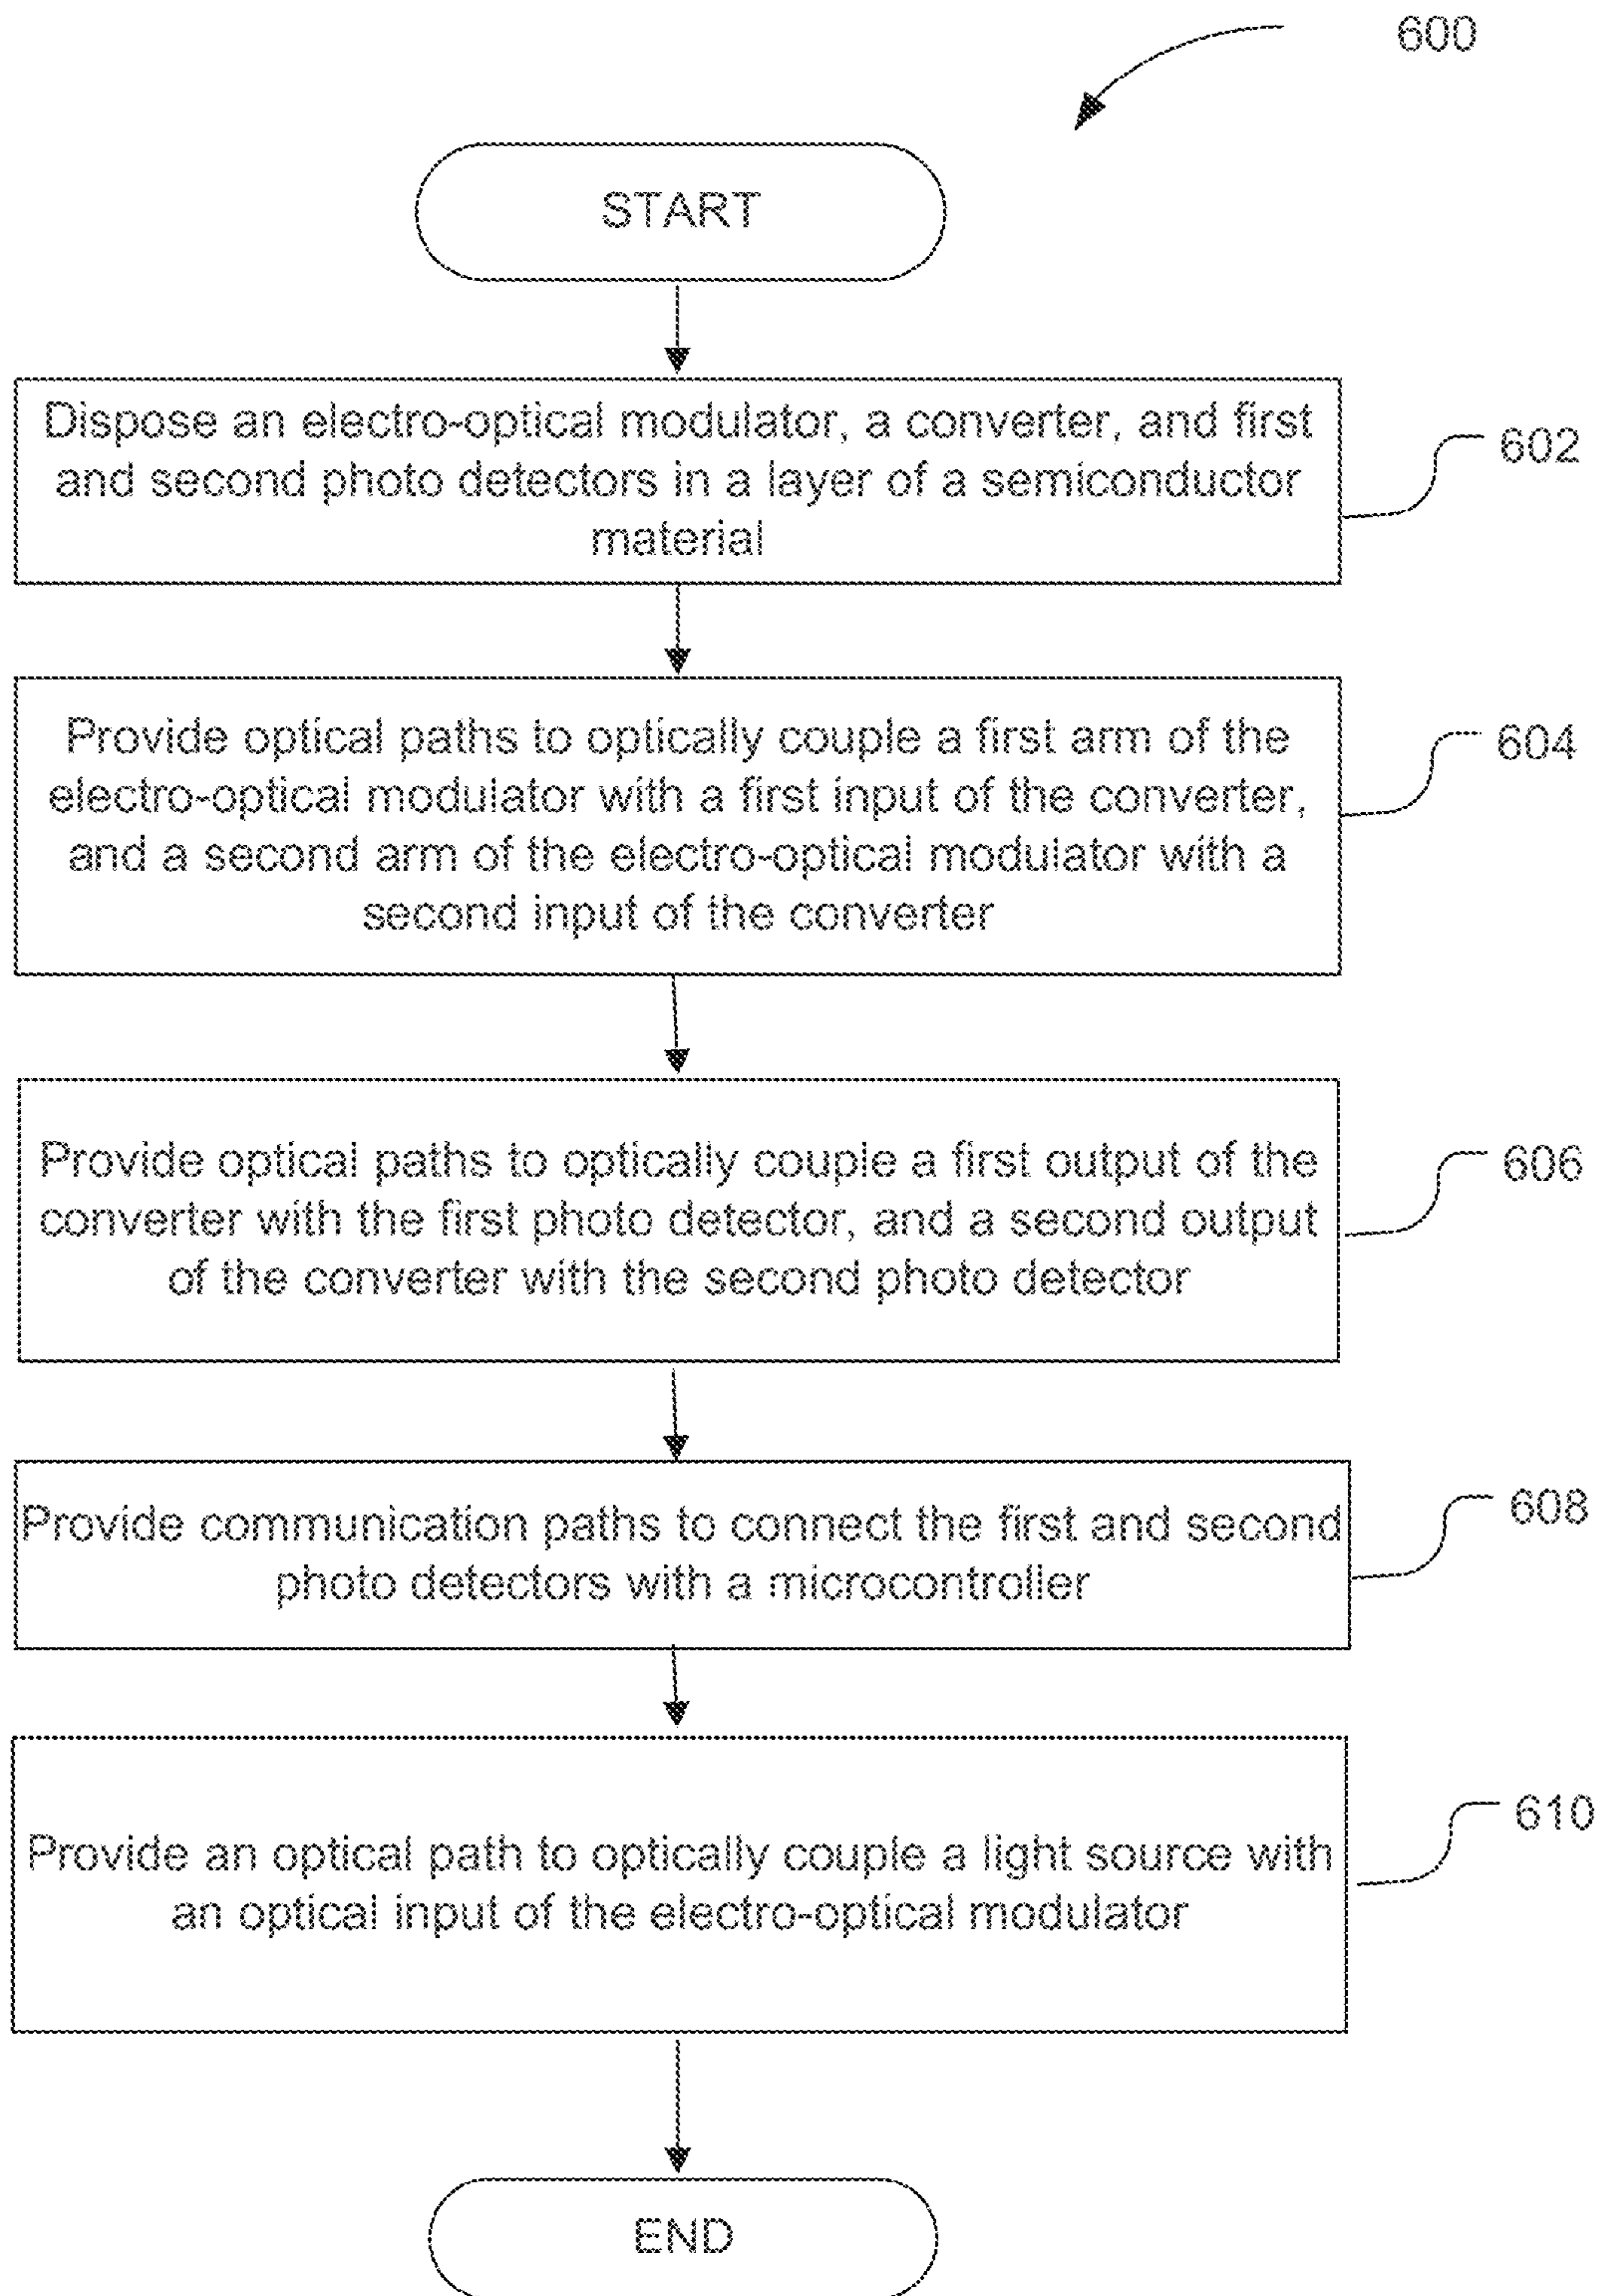 600
START
Dispose an electro-optical modulator, a converter, and first
and second photo detectors in a layer of a semiconductor
material
602
Provide optical paths to optically couple a first arm of the
electro-optical modulator with a first input of the converter,
and a second arm of the electro-optical modulator with a
second input of the converter
604
Provide optical paths to optically couple a first output of the
converter with the first photo detector, and a second output
of the converter with the second photo detector
606
Provide communication paths to connect the first and second
photo detectors with a microcontroller
608
Provide an optical path to optically couple a light source with
an optical input of the electro-optical modulator
610
END